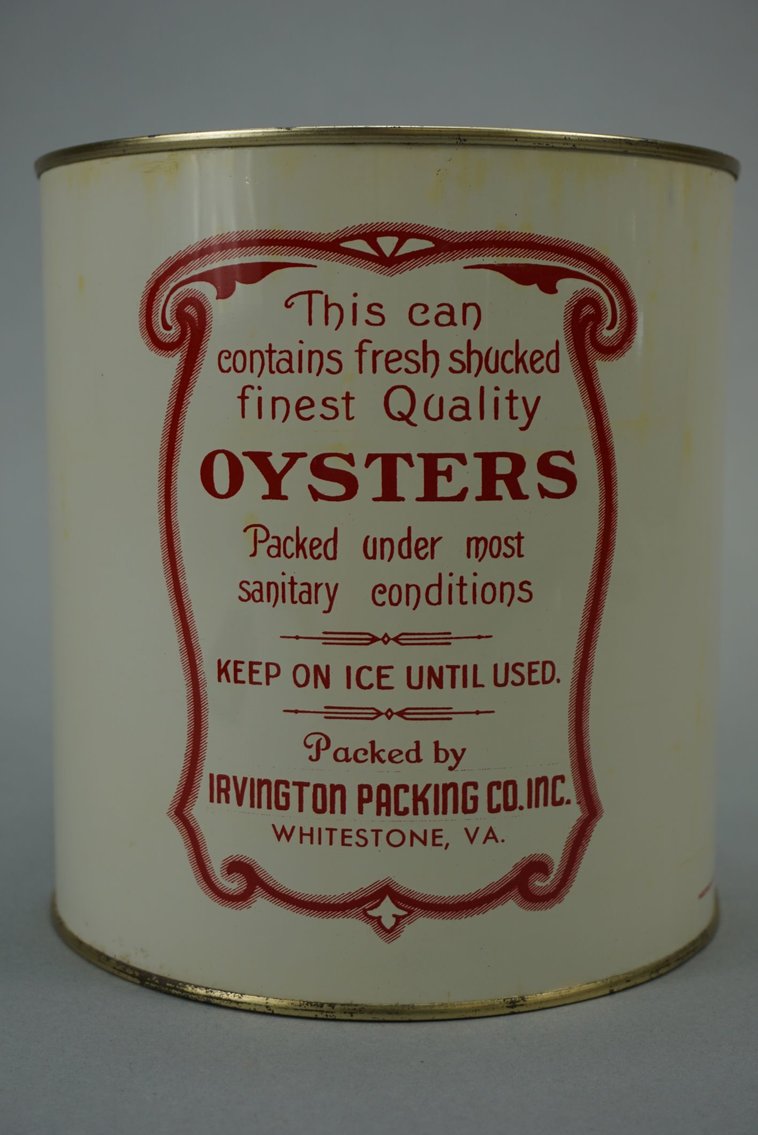 This can
contains fresh shucked
finest Quality
OYSTERS
Packed under most
sanitary conditions
KEEP ON ICE UNTIL USED.
Packed by
IRVINGTON PACKING CO. INC.
WHITESTONE, VA.